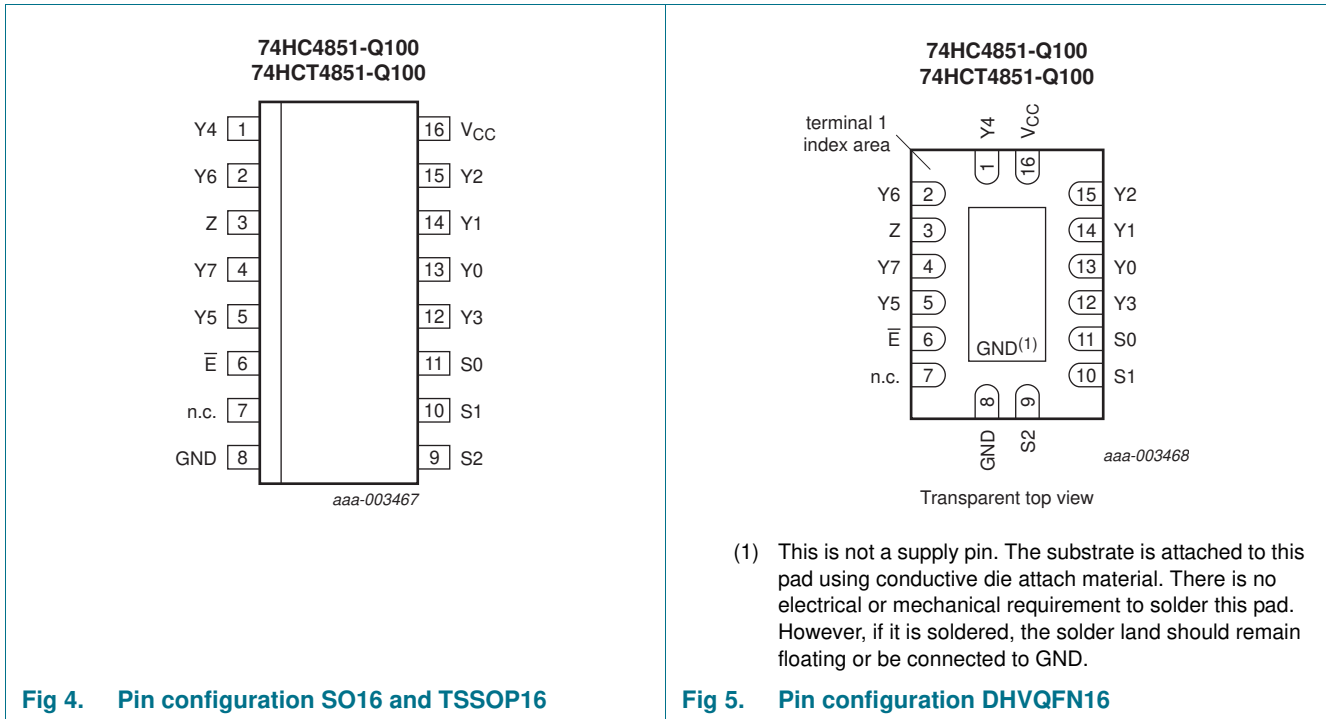 74HC4851-Q100
74HCT4851-Q100
Y4 1
16 VCC
Y6 2
15 Y2
Z 3
14 Y1
Y7 4
13 Y0
Y5 5
12 Y3
E̅ 6
11 S0
n.c. 7
10 S1
GND 8
9 S2
aaa-003467
Fig 4. Pin configuration SO16 and TSSOP16
74HC4851-Q100
74HCT4851-Q100
terminal 1
index area
Y4
VCC
1
16
Y6 2
15 Y2
Z 3
14 Y1
Y7 4
13 Y0
Y5 5
12 Y3
E̅ 6
11 S0
GND(1)
n.c. 7
10 S1
8
9
GND
S2
aaa-003468
Transparent top view
(1) This is not a supply pin. The substrate is attached to this
pad using conductive die attach material. There is no
electrical or mechanical requirement to solder this pad.
However, if it is soldered, the solder land should remain
floating or be connected to GND.
Fig 5. Pin configuration DHVQFN16